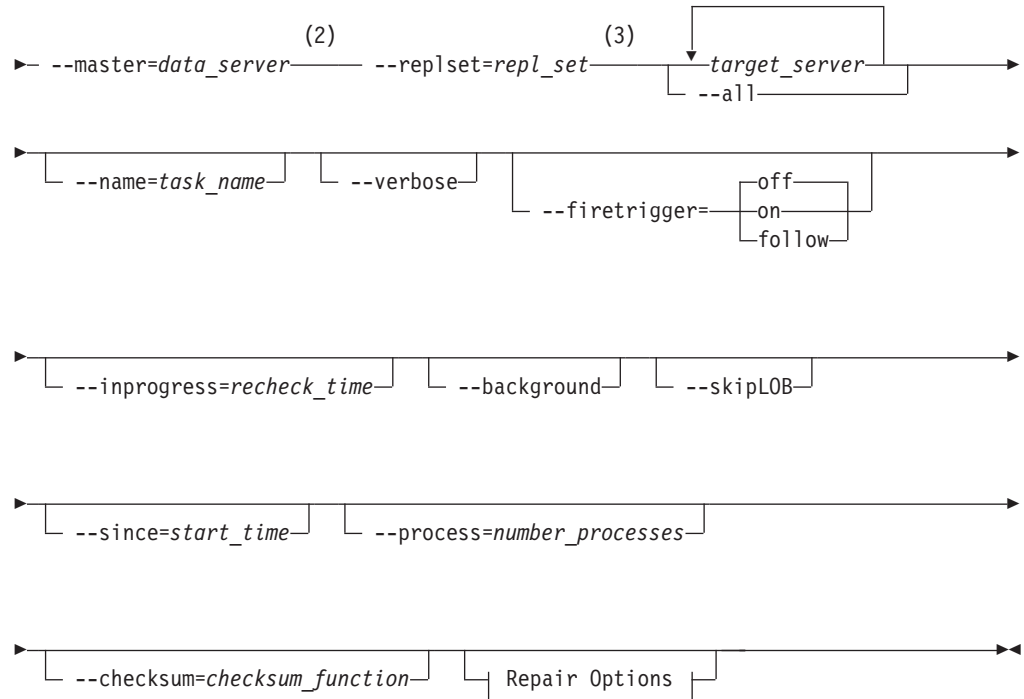 (2) (3)
--master=data_server --replset=repl_set target_server
--all
--name=task_name --verbose off
--firetrigger= on
follow
--inprogress=recheck_time --background --skipLOB
--since=start_time --process=number_processes
--checksum=checksum_function Repair Options